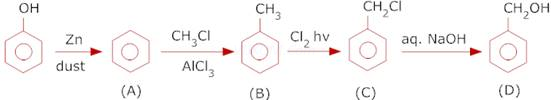 OH
Zn
dust
(A)
CH3Cl
AlCl3
CH3
(B)
Cl2 hv
CH2Cl
(C)
aq. NaOH
CH2OH
(D)